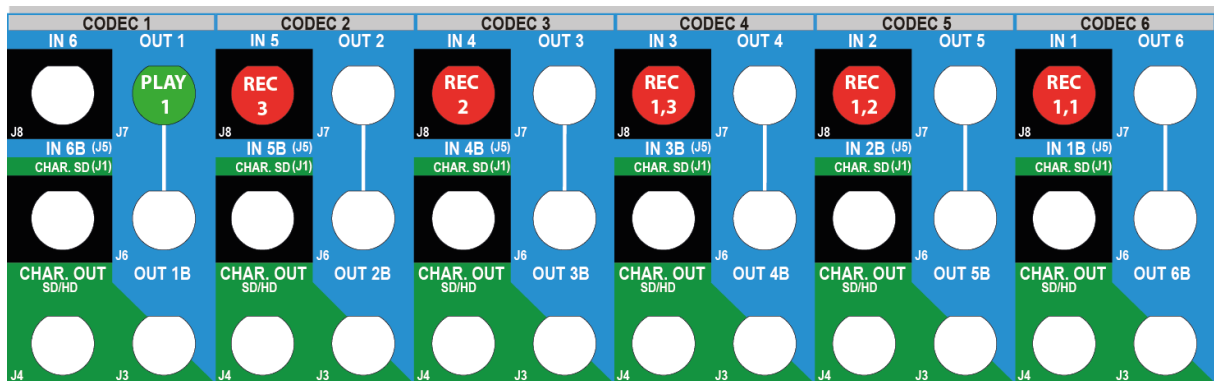 CODEC 1 CODEC 2 CODEC 3 CODEC 4 CODEC 5 CODEC 6
IN 6 OUT 1 IN 5 OUT 2 IN 4 OUT 3 IN 3 OUT 4 IN 2 OUT 5 IN 1 OUT 6
PLAY REC REC REC REC REC
1 3 2 1,3 1,2 1,1
J8 J7 J8 J7 J8 J7 J8 J7 J8 J7 J8 J7
IN 6B (J5) IN 5B (J5) IN 4B (J5) IN 3B (J5) IN 2B (J5) IN 1B (J5)
CHAR. SD (J1) CHAR. SD (J1) CHAR. SD (J1) CHAR. SD (J1) CHAR. SD (J1) CHAR. SD (J1)
J6 J6 J6 J6 J6 J6
CHAR. OUT OUT 1B CHAR. OUT OUT 2B CHAR. OUT OUT 3B CHAR. OUT OUT 4B CHAR. OUT OUT 5B CHAR. OUT OUT 6B
SD/HD SD/HD SD/HD SD/HD SD/HD SD/HD
J4 J3 J4 J3 J4 J3 J4 J3 J4 J3 J4 J3